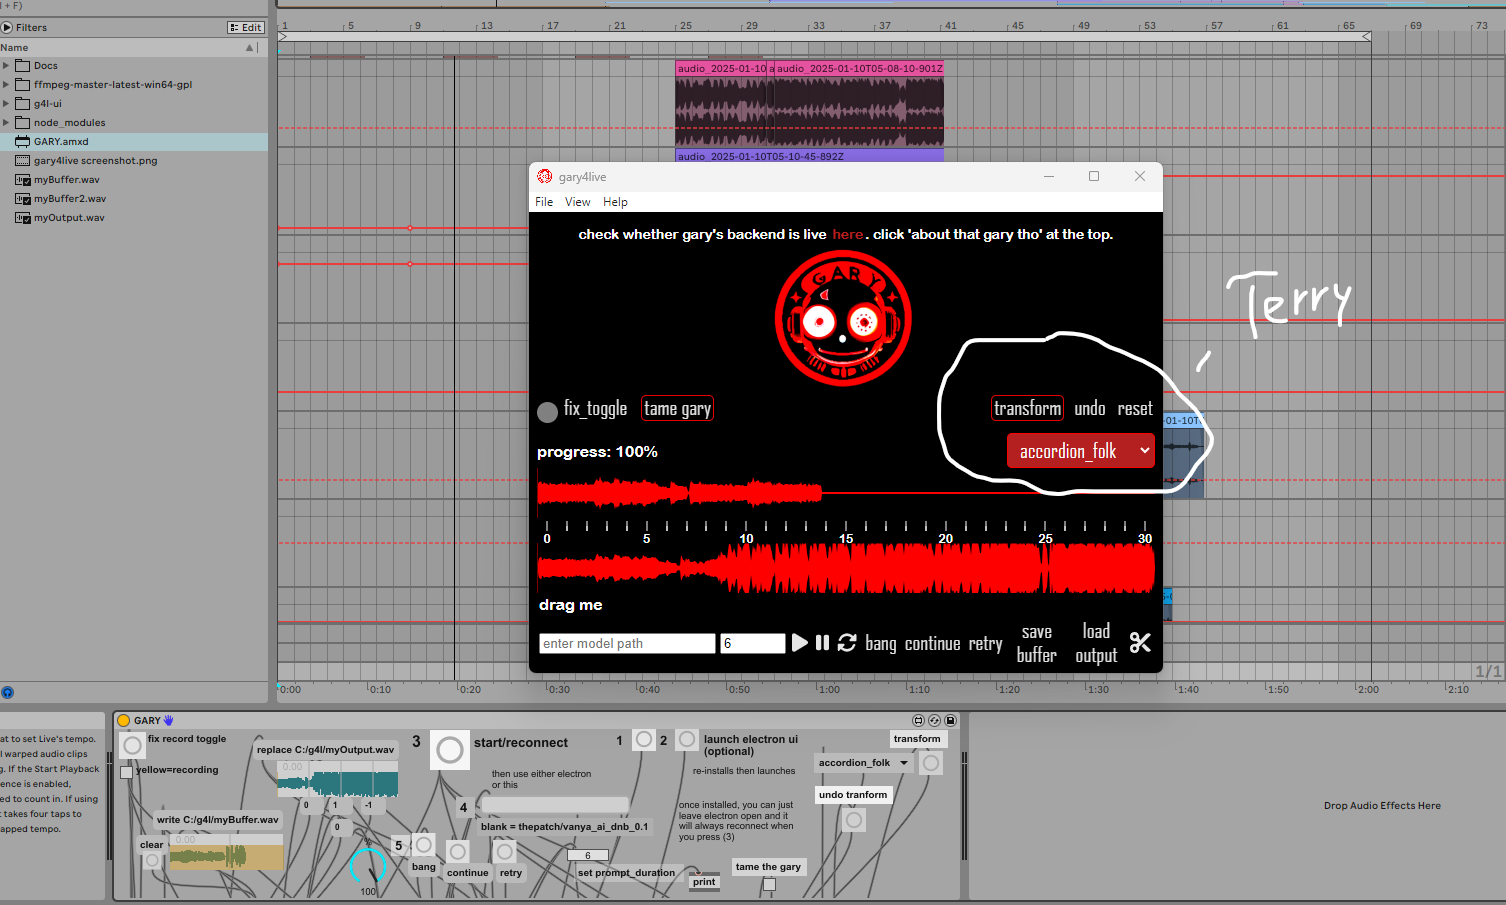 l + F)
Filters
Edit
Name
Docs
ffmpeg-master-latest-win64-gpl
g4l-ui
node_modules
GARY.amxd
gary4live screenshot.png
myBuffer.wav
myBuffer2.wav
myOutput.wav
1 5 9 13 17 21 25 29 33 37 41 45 49 53 57 61 65 69 73
audio_2025-01-10 a audio_2025-01-10T05-08-10-901Z
audio_2025-01-10T05-10-45-892Z
gary4live
File View Help
check whether gary's backend is live here. click 'about that gary tho' at the top.
GARY
Terry
fix_toggle tame gary
transform undo reset
-01-10T
accordion_folk
progress: 100%
0 5 10 15 20 25 30
drag me
enter model path 6 bang continue retry save buffer load output
1/1
0:00 0:10 0:20 0:30 0:40 0:50 1:00 1:10 1:20 1:30 1:40 1:50 2:00 2:10
at to set Live's tempo.
l warped audio clips
g. If the Start Playback
ence is enabled,
ed to count in. If using
t takes four taps to
apped tempo.
GARY
fix record toggle
yellow=recording
replace C:/g4l/myOutput.wav
0.00
0 1 -1
0
write C:/g4l/myBuffer.wav
0.00
clear
%
100
3 start/reconnect
then use either electron
or this
4
blank = thepatch/vanya_ai_dnb_0.1
5
bang
continue
retry
6
set prompt_duration
print
1 2 launch electron ui
(optional)
re-installs then launches
once installed, you can just
leave electron open and it
will always reconnect when
you press (3)
tame the gary
transform
accordion_folk
undo tranform
Drop Audio Effects Here